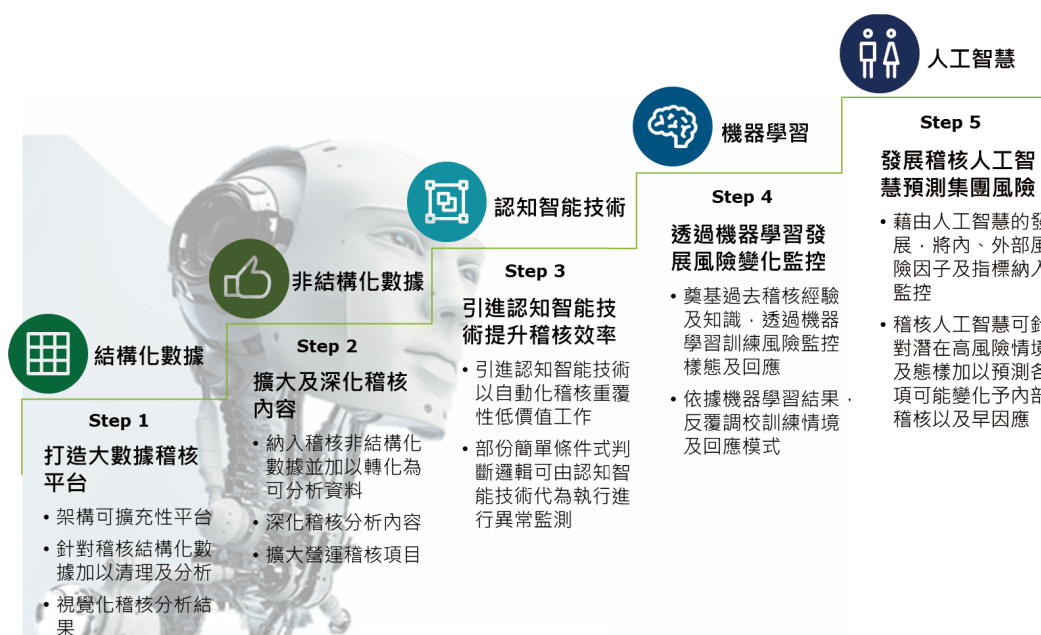 結構化數據
Step 1
打造大數據稽核
平台
• 架構可擴充性平台
• 針對稽核結構化數
據加以清理及分析
• 視覺化稽核分析結
果
非結構化數據
Step 2
擴大及深化稽核
內容
• 納入稽核非結構化
數據並加以轉化為
可分析資料
• 深化稽核分析內容
• 擴大營運稽核項目
認知智能技術
Step 3
引進認知智能技
術提升稽核效率
• 引進認知智能技術
以自動化稽核重覆
性低價值工作
• 部份簡單條件式判
斷邏輯可由認知智
能技術代為執行進
行異常監測
機器學習
Step 4
透過機器學習發
展風險變化監控
• 奠基過去稽核經驗
及知識，透過機器
學習訓練風險監控
樣態及回應
• 依據機器學習結果，
反覆調校訓練情境
及回應模式
人工智慧
Step 5
發展稽核人工智
慧預測集團風險
• 藉由人工智慧的發
展，將內、外部風
險因子及指標納入
監控
• 稽核人工智慧可針
對潛在高風險情境
及態樣加以預測各
項可能變化予內部
稽核以及早因應